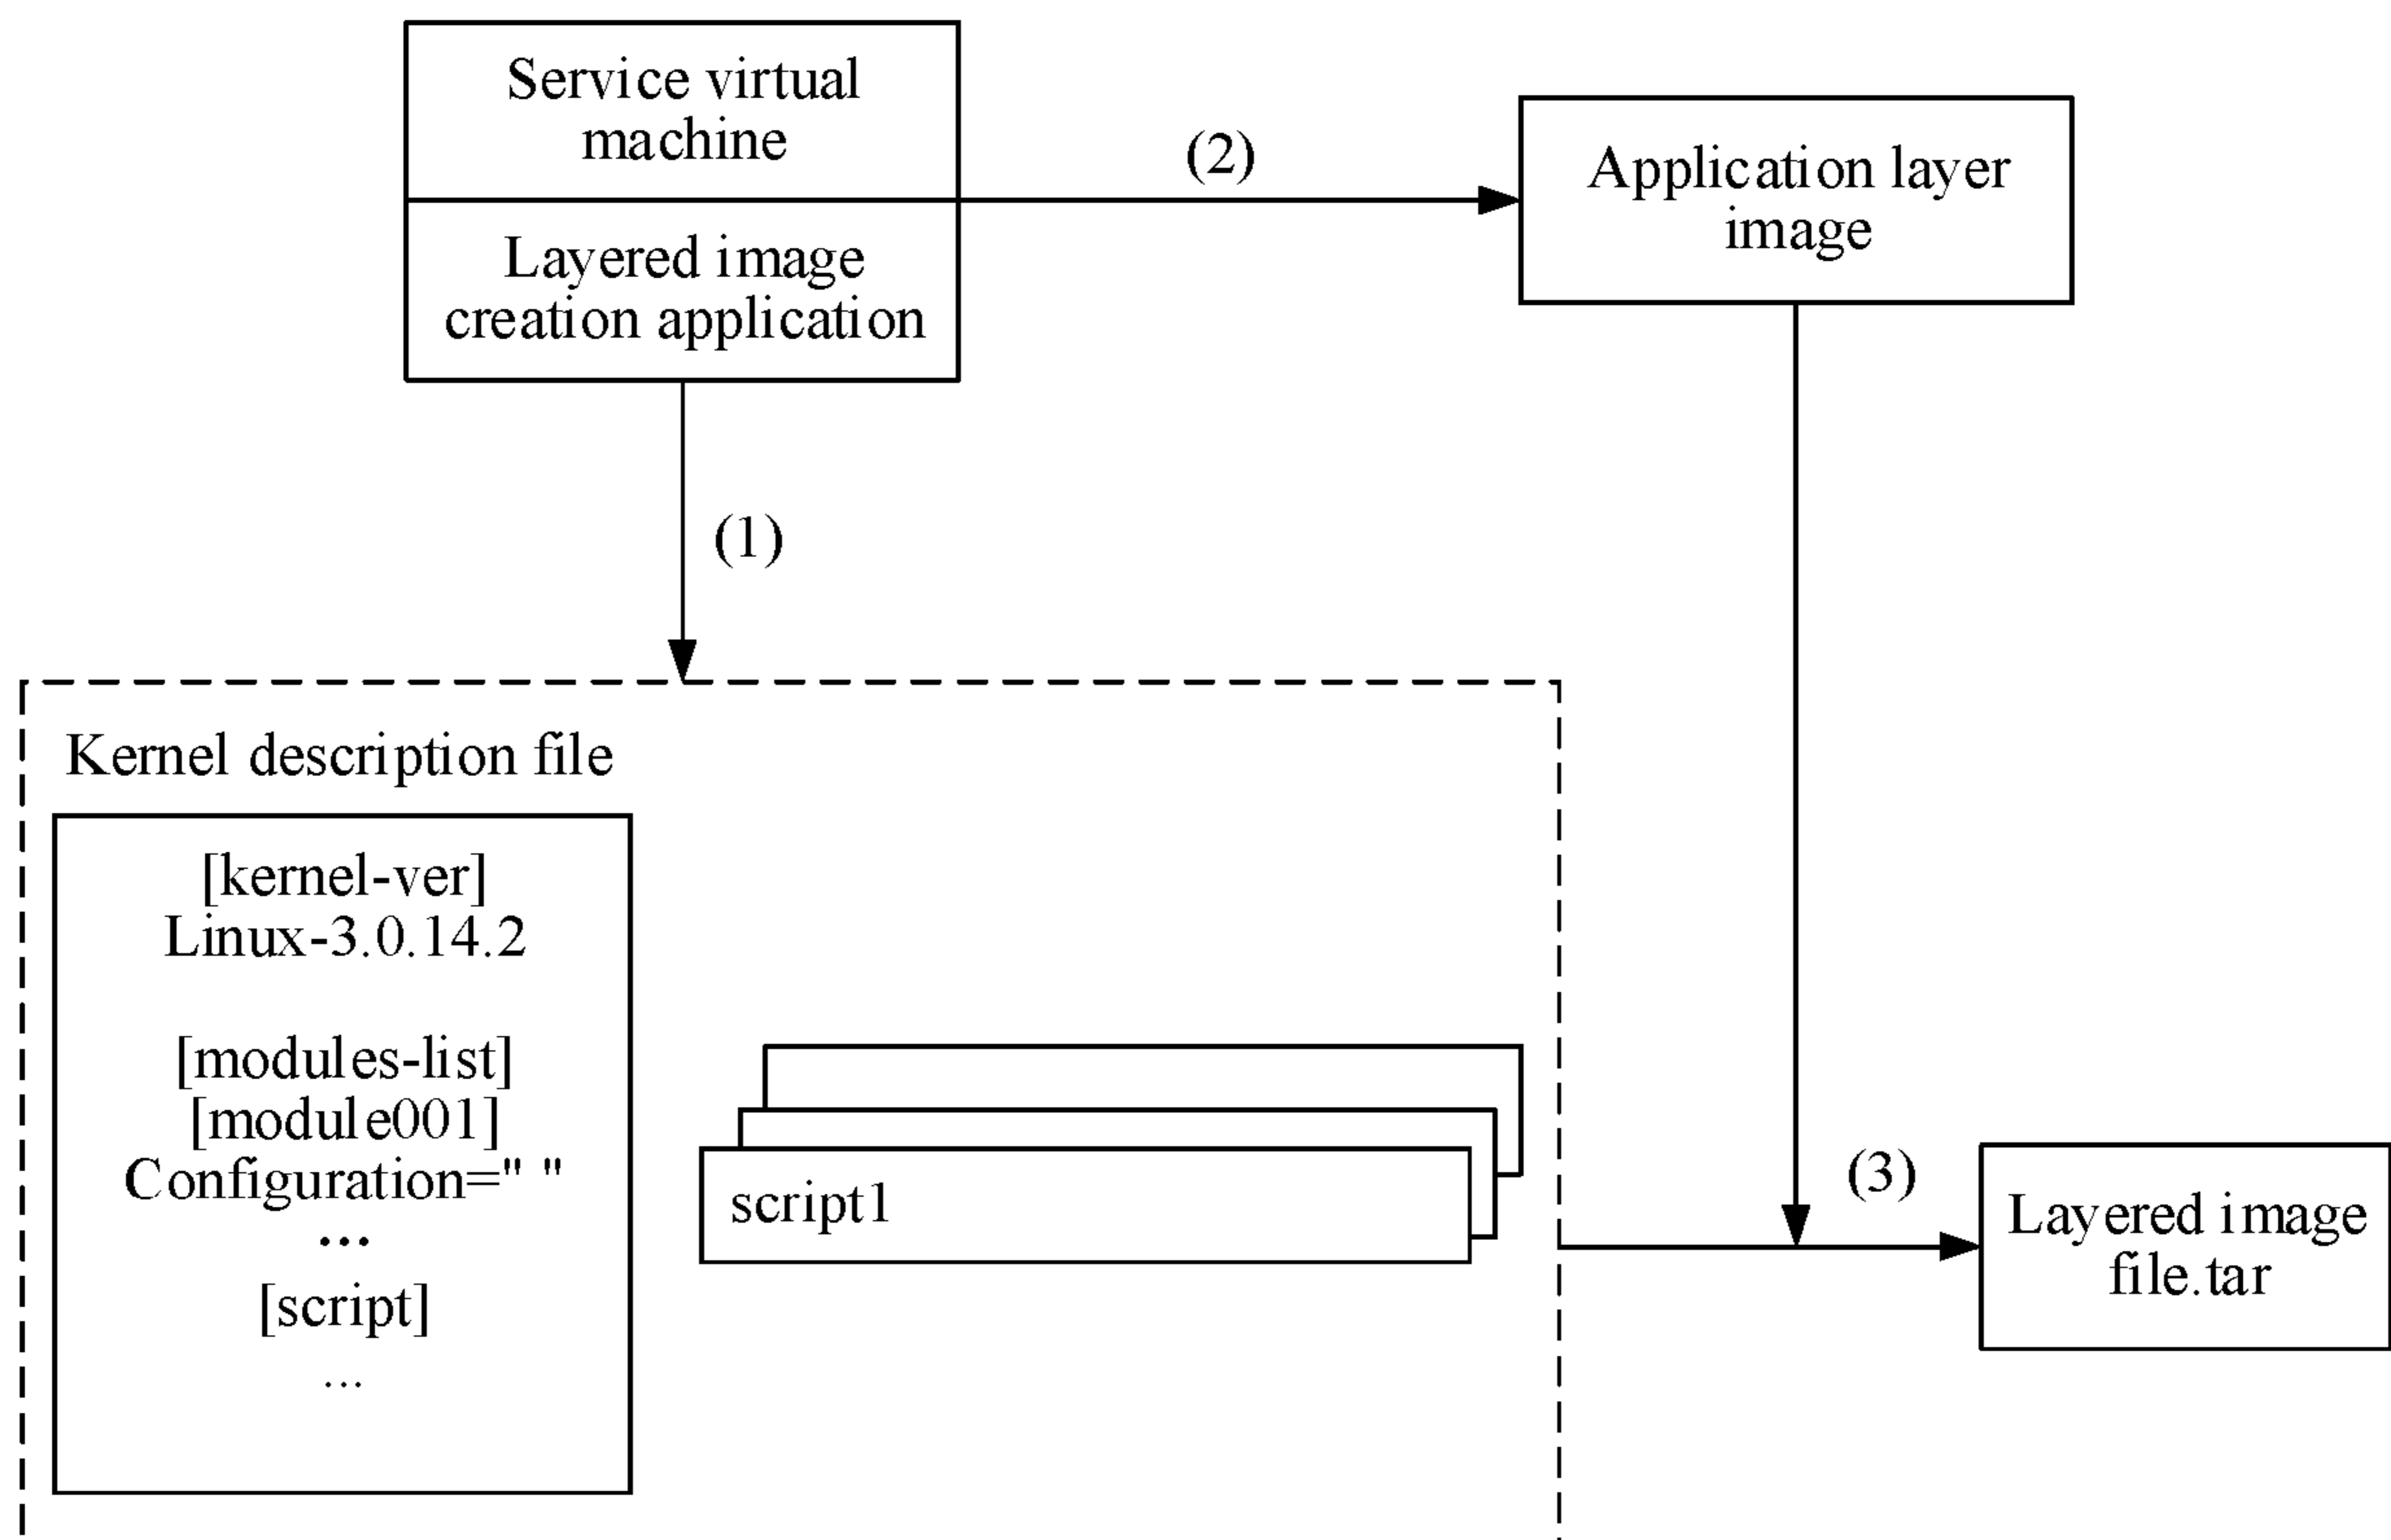 Service virtual
machine
Layered image
creation application
(2)
Application layer
image
(1)
Kernel description file
[kernel-ver]
Linux-3.0.14.2
[modules-list]
[module001]
Configuration=" "
...
[script]
...
script1
(3)
Layered image
file.tar